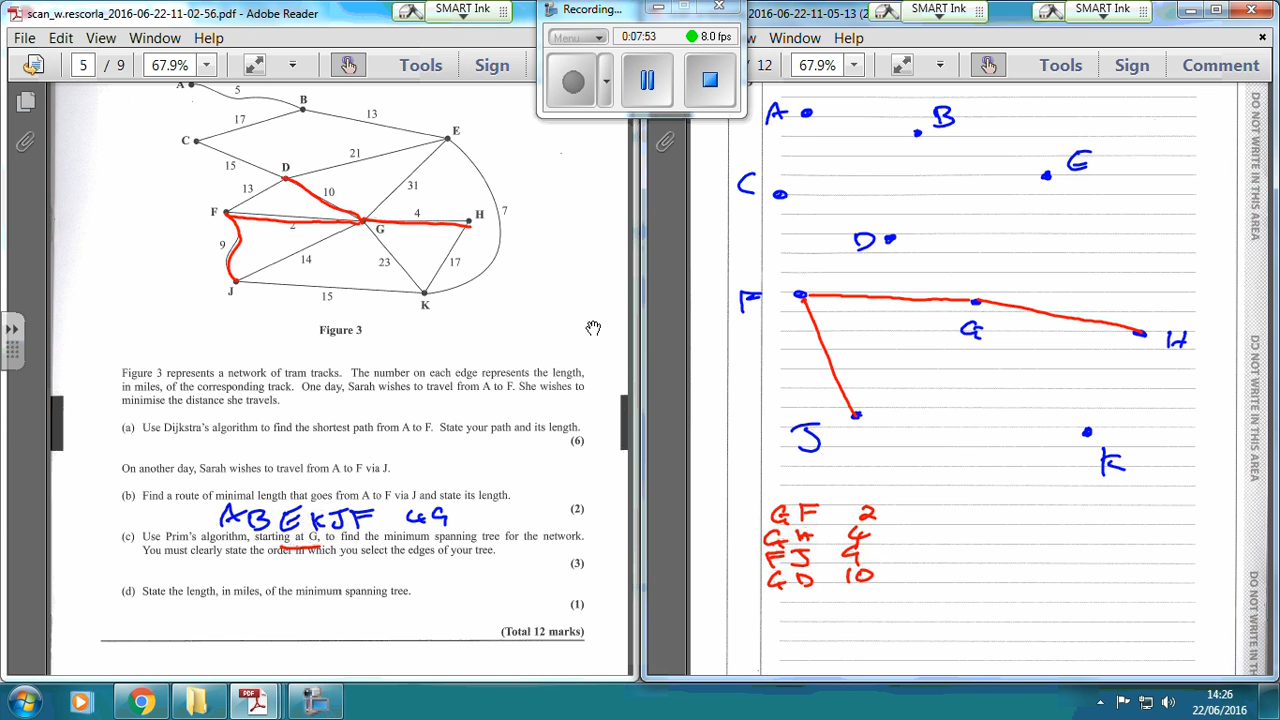 scan_w.rescorla_2016-06-22-11-02-56.pdf - Adobe Reader
SMART Ink
Recording...
SMART Ink
2016-06-22-11-05-13
SMART Ink
SMART Ink
File Edit View Window Help
Menu
0:07:53
8.0 fps
Window Help
5 / 9 67.9% Tools Sign
/ 12 67.9% Tools Sign Comment
A
5
B
17
13
C
E
15
21
D
13
10
31
F
4
H
7
2
G
9
14
23
17
J
15
K
Figure 3
Figure 3 represents a network of tram tracks. The number on each edge represents the length,
in miles, of the corresponding track. One day, Sarah wishes to travel from A to F. She wishes to
minimise the distance she travels.
(a) Use Dijkstra's algorithm to find the shortest path from A to F. State your path and its length.
(6)
On another day, Sarah wishes to travel from A to F via J.
(b) Find a route of minimal length that goes from A to F via J and state its length.
(2)
ABEKJF 49
(c) Use Prim's algorithm, starting at G, to find the minimum spanning tree for the network.
You must clearly state the order in which you select the edges of your tree.
(3)
(d) State the length, in miles, of the minimum spanning tree.
(1)
(Total 12 marks)
A
B
E
C
D
F
G
H
J
K
GF 2
GH 4
FJ 9
GD 10
DO NOT WRITE IN THIS AREA
DO NOT WRITE IN THIS AREA
DO NOT WRITE IN TH
14:26
22/06/2016